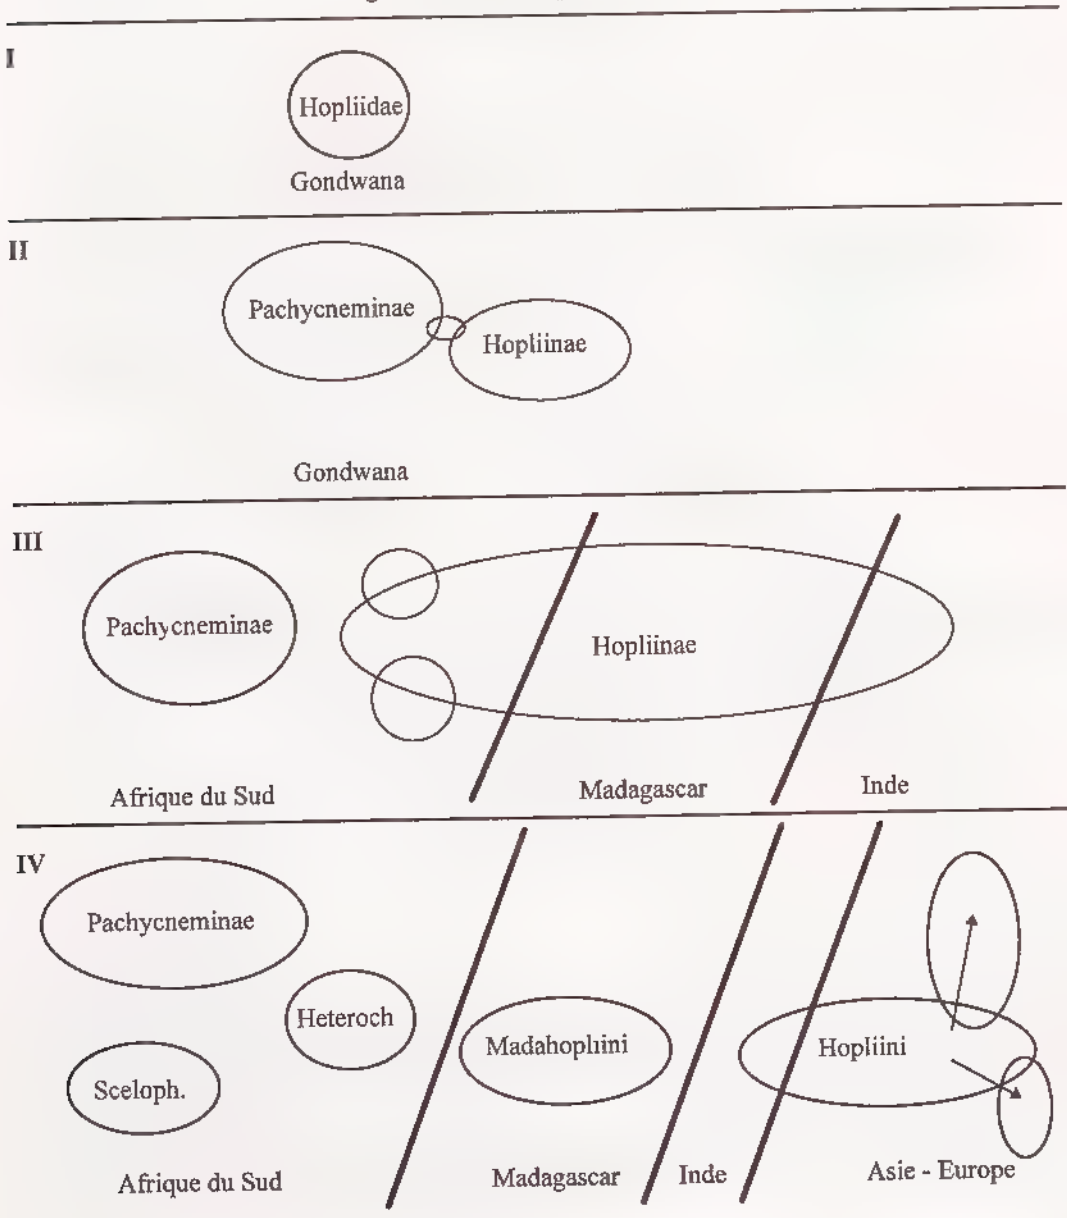 I
Hopliidae
Gondwana
II
Pachycneminae
Hopliinae
Gondwana
III
Pachycneminae
Hopliinae
Afrique du Sud
Madagascar
Inde
IV
Pachycneminae
Heteroch
Madahopliini
Hopliini
Sceloph.
Afrique du Sud
Madagascar
Inde
Asie - Europe